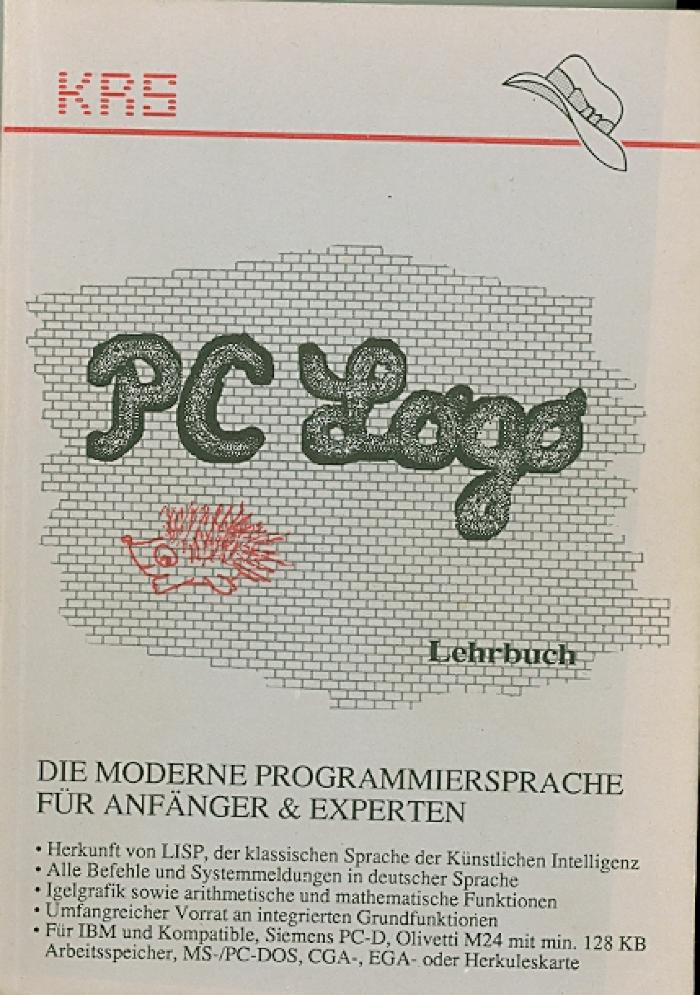 KRS
PC Logo
Lehrbuch
DIE MODERNE PROGRAMMIERSPRACHE
FÜR ANFÄNGER & EXPERTEN
• Herkunft von LISP, der klassischen Sprache der Künstlichen Intelligenz
• Alle Befehle und Systemmeldungen in deutscher Sprache
• Igelgrafik sowie arithmetische und mathematische Funktionen
• Umfangreicher Vorrat an integrierten Grundfunktionen
• Für IBM und Kompatible, Siemens PC-D, Olivetti M24 mit min. 128 KB
Arbeitsspeicher, MS-/PC-DOS, CGA-, EGA- oder Herkuleskarte